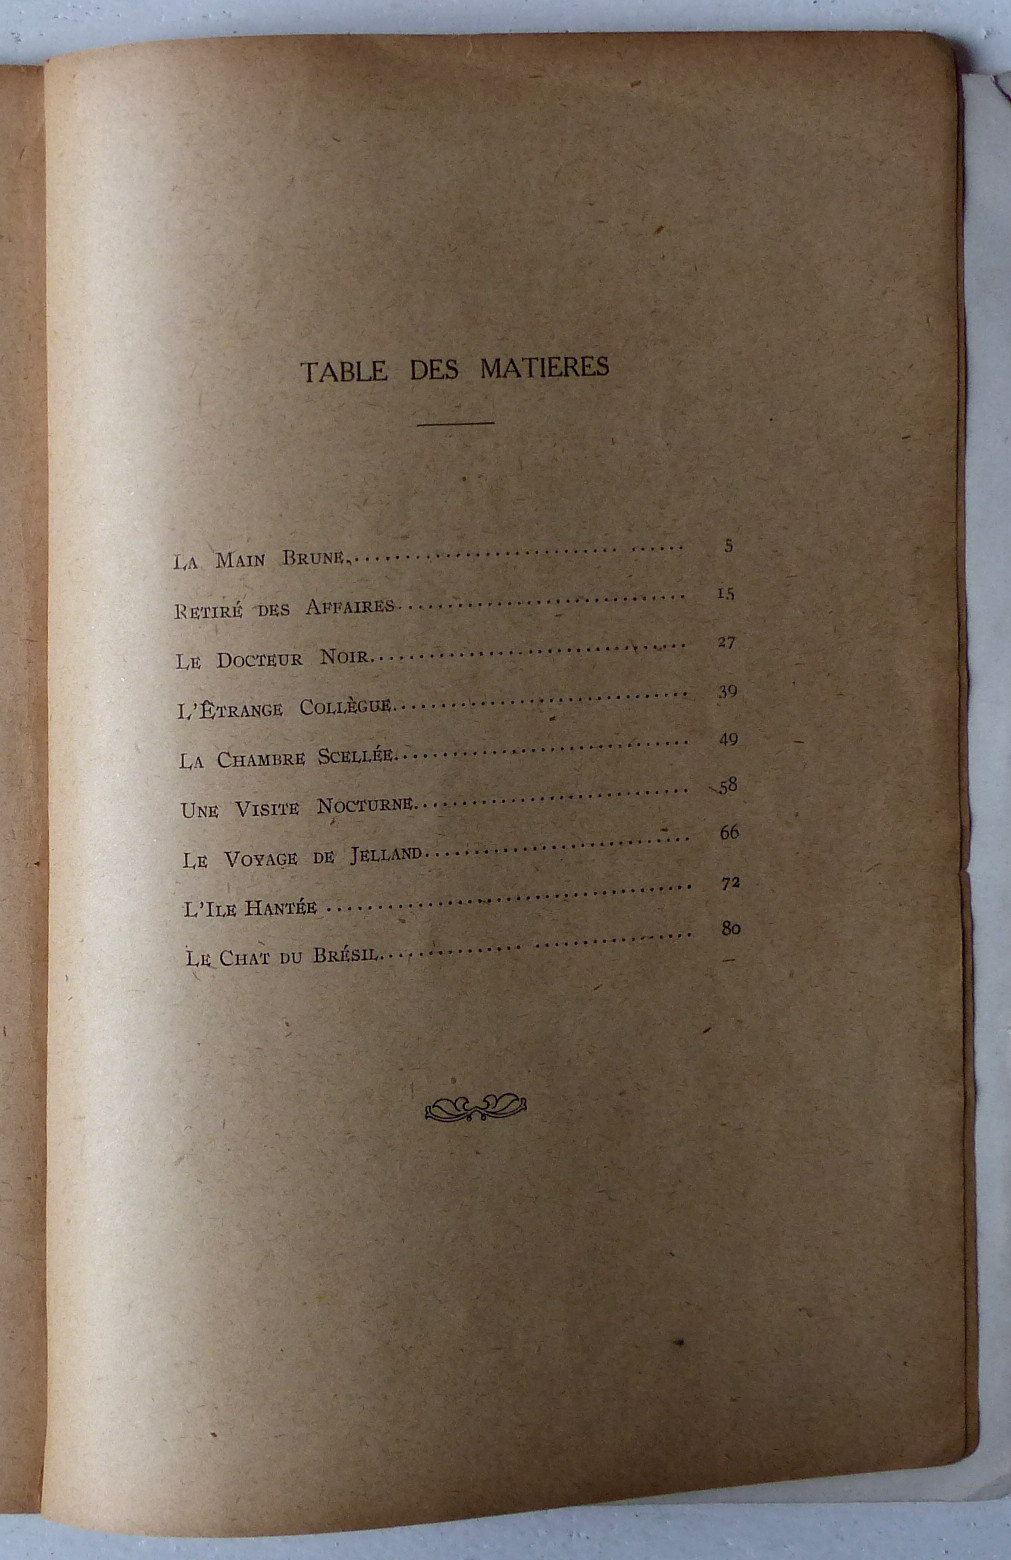 TABLE DES MATIERES
LA MAIN BRUNE........................... ...... 5
RETIRÉ DES AFFAIRES............................. 15
LE DOCTEUR NOIR................................ 27
L'ÉTRANGE COLLÈGUE.............................. 39
LA CHAMBRE SCELLÉE.............................. 49
UNE VISITE NOCTURNE............................ 58
LE VOYAGE DE JELLAND........................... 66
L'ILE HANTÉE ..................................... 72
LE CHAT DU BRÉSIL............... ................ 80